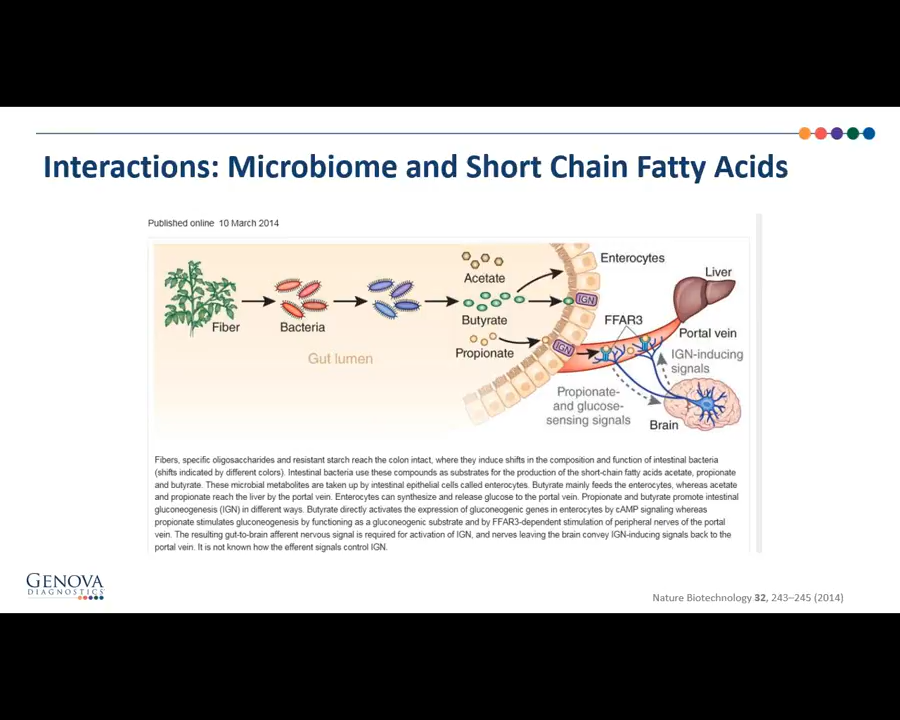 Interactions: Microbiome and Short Chain Fatty Acids
Published online 10 March 2014
Fiber
Bacteria
Gut lumen
Acetate
Butyrate
Propionate
Enterocytes
IGN
IGN
FFAR3
Liver
Portal vein
IGN-inducing
signals
Propionate-
and glucose-
sensing signals
Brain
Fibers, specific oligosaccharides and resistant starch reach the colon intact, where they induce shifts in the composition and function of intestinal bacteria
(shifts indicated by different colors). Intestinal bacteria use these compounds as substrates for the production of the short-chain fatty acids acetate, propionate
and butyrate. These microbial metabolites are taken up by intestinal epithelial cells called enterocytes. Butyrate mainly feeds the enterocytes, whereas acetate
and propionate reach the liver by the portal vein. Enterocytes can synthesize and release glucose to the portal vein. Propionate and butyrate promote intestinal
gluconeogenesis (IGN) in different ways. Butyrate directly activates the expression of gluconeogenic genes in enterocytes by cAMP signaling whereas
propionate stimulates gluconeogenesis by functioning as a gluconeogenic substrate and by FFAR3-dependent stimulation of peripheral nerves of the portal
vein. The resulting gut-to-brain afferent nervous signal is required for activation of IGN, and nerves leaving the brain convey IGN-inducing signals back to the
portal vein. It is not known how the efferent signals control IGN.
GENOVA
DIAGNOSTICS
Nature Biotechnology 32, 243–245 (2014)